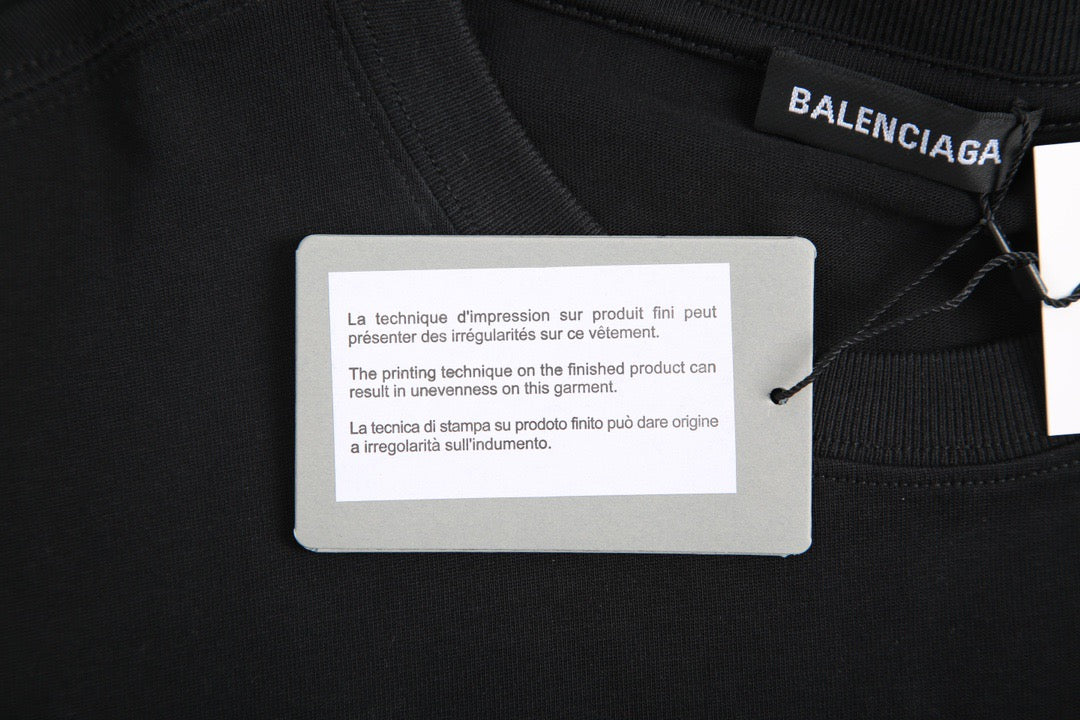 BALENCIAGA
La technique d'impression sur produit fini peut
présenter des irrégularités sur ce vêtement.
The printing technique on the finished product can
result in unevenness on this garment.
La tecnica di stampa su prodoto finito può dare origine
a irregolarità sull'indumento.